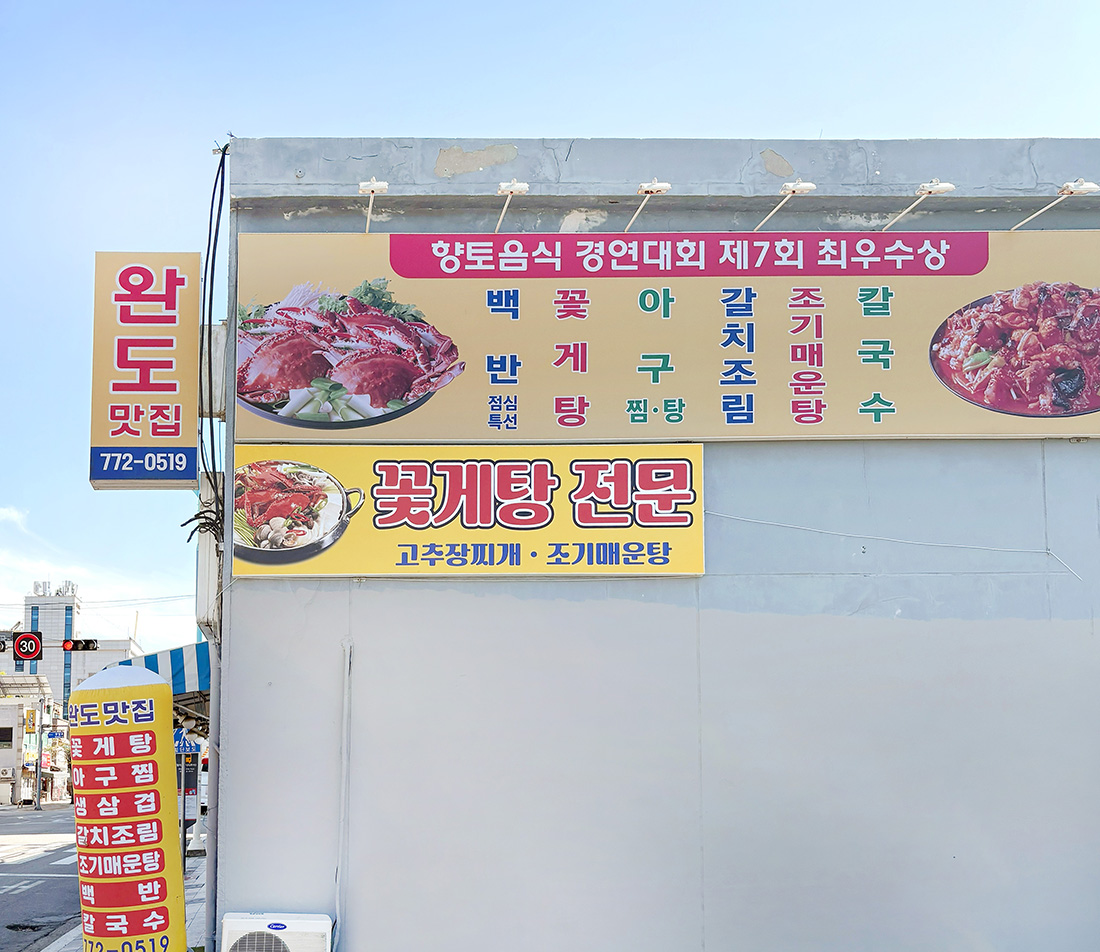 향토음식 경연대회 제7회 최우수상
백반 점심특선
꽃게탕
아구찜·탕
갈치조림
조기매운탕
칼국수
완도
맛집
772-0519
꽃게탕 전문
고추장찌개 · 조기매운탕
30
완도맛집
꽃게탕
아구찜
생삼겹
갈치조림
조기매운탕
백반
칼국수
772-0519
Carrier